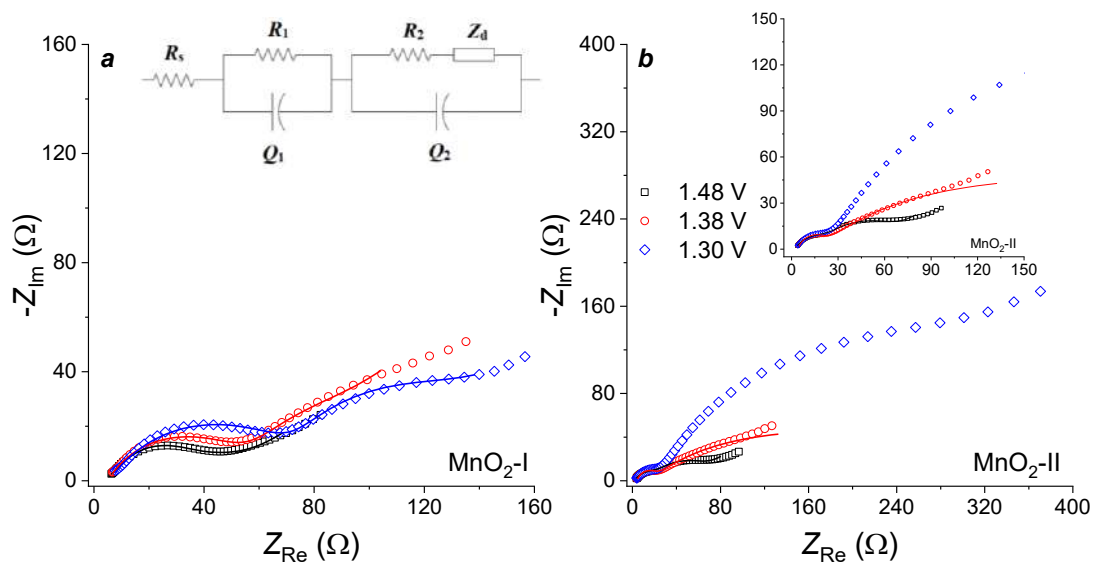 a
R1
R2
Zd
Rs
Q1
Q2
160
120
80
40
0
-ZIm (Ω)
0 40 80 120 160
ZRe (Ω)
MnO2-I
b
400
320
240
160
80
0
-ZIm (Ω)
0 80 160 240 320 400
ZRe (Ω)
1.48 V
1.38 V
1.30 V
MnO2-II
150
120
90
60
30
0
0 30 60 90 120 150
MnO2-II